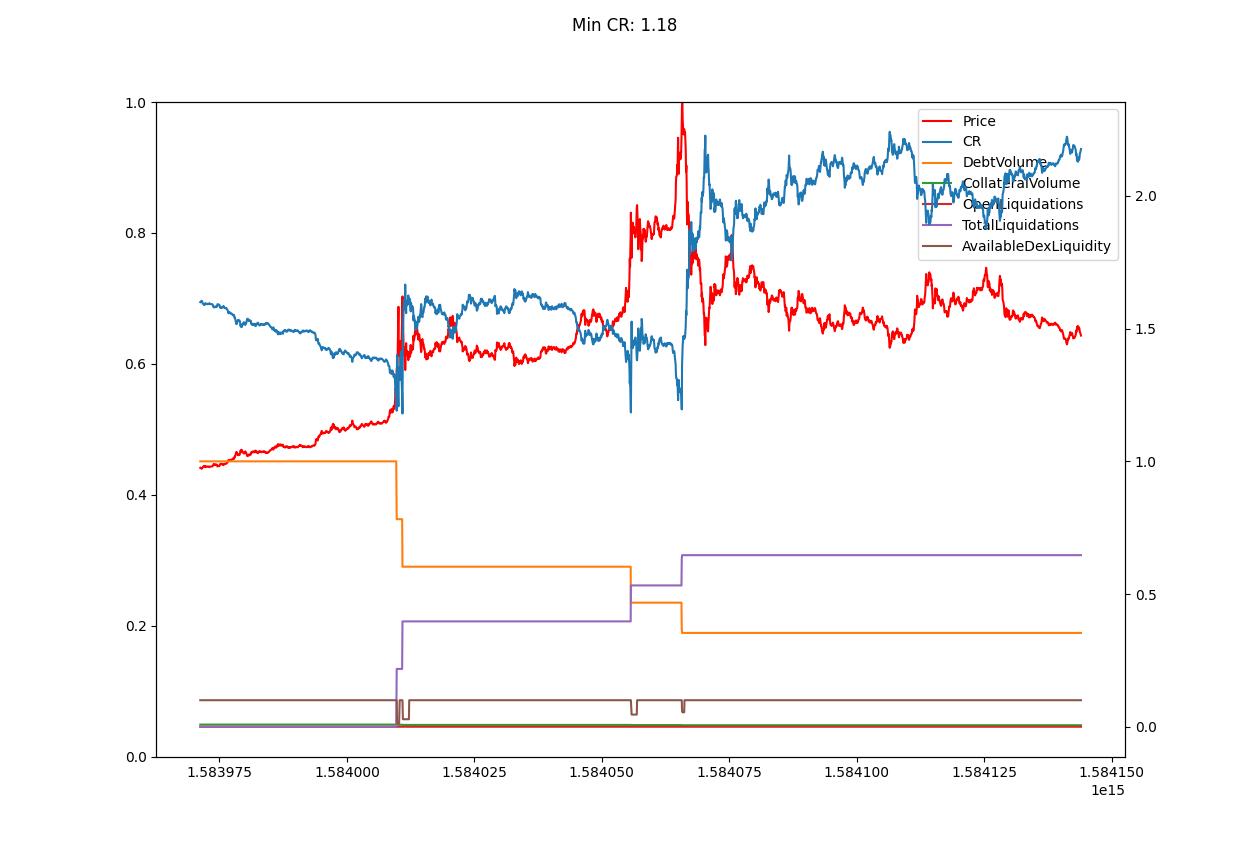 Min CR: 1.18
1.0
0.8
0.6
0.4
0.2
0.0
2.0
1.5
1.0
0.5
0.0
Price
CR
DebtVolume
CollateralVolume
OpenLiquidations
TotalLiquidations
AvailableDexLiquidity
1.583975 1.584000 1.584025 1.584050 1.584075 1.584100 1.584125 1.584150
1e15